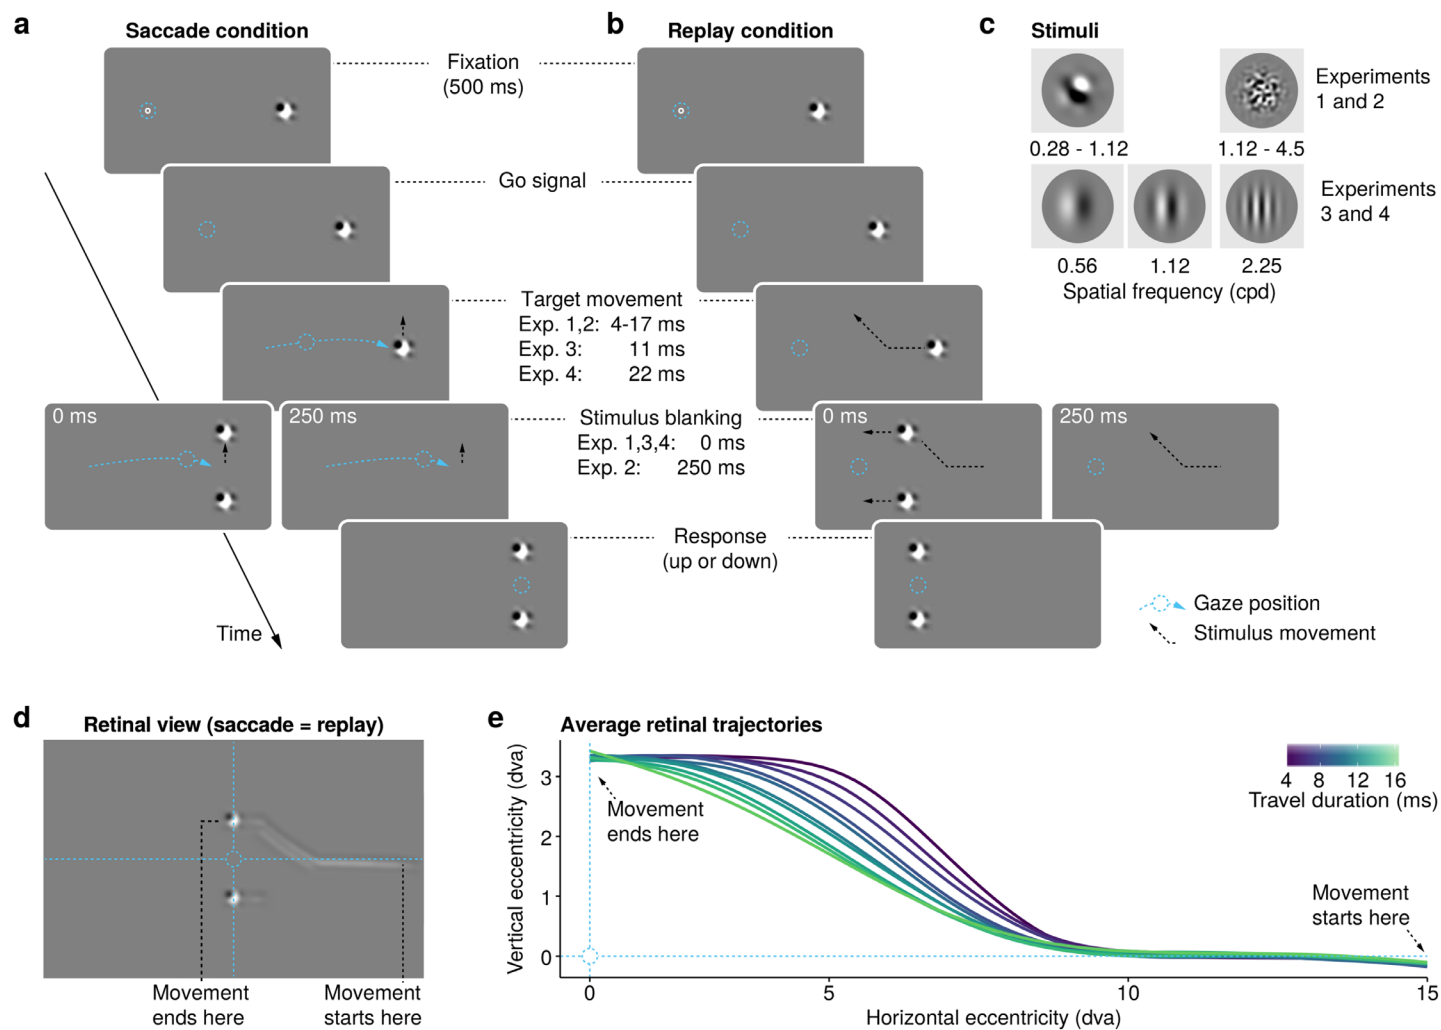 a
Saccade condition
b
Replay condition
c
Stimuli
Fixation
(500 ms)
Experiments
1 and 2
0.28 - 1.12
1.12 - 4.5
Go signal
Experiments
3 and 4
0.56
1.12
2.25
Spatial frequency (cpd)
Target movement
Exp. 1,2: 4-17 ms
Exp. 3: 11 ms
Exp. 4: 22 ms
0 ms
250 ms
Stimulus blanking
Exp. 1,3,4: 0 ms
Exp. 2: 250 ms
0 ms
250 ms
Response
(up or down)
Time
Gaze position
Stimulus movement
d
Retinal view (saccade = replay)
Movement
ends here
Movement
starts here
e
Average retinal trajectories
Vertical eccentricity (dva)
3
2
1
0
Movement
ends here
4 8 12 16
Travel duration (ms)
Movement
starts here
0 5 10 15
Horizontal eccentricity (dva)